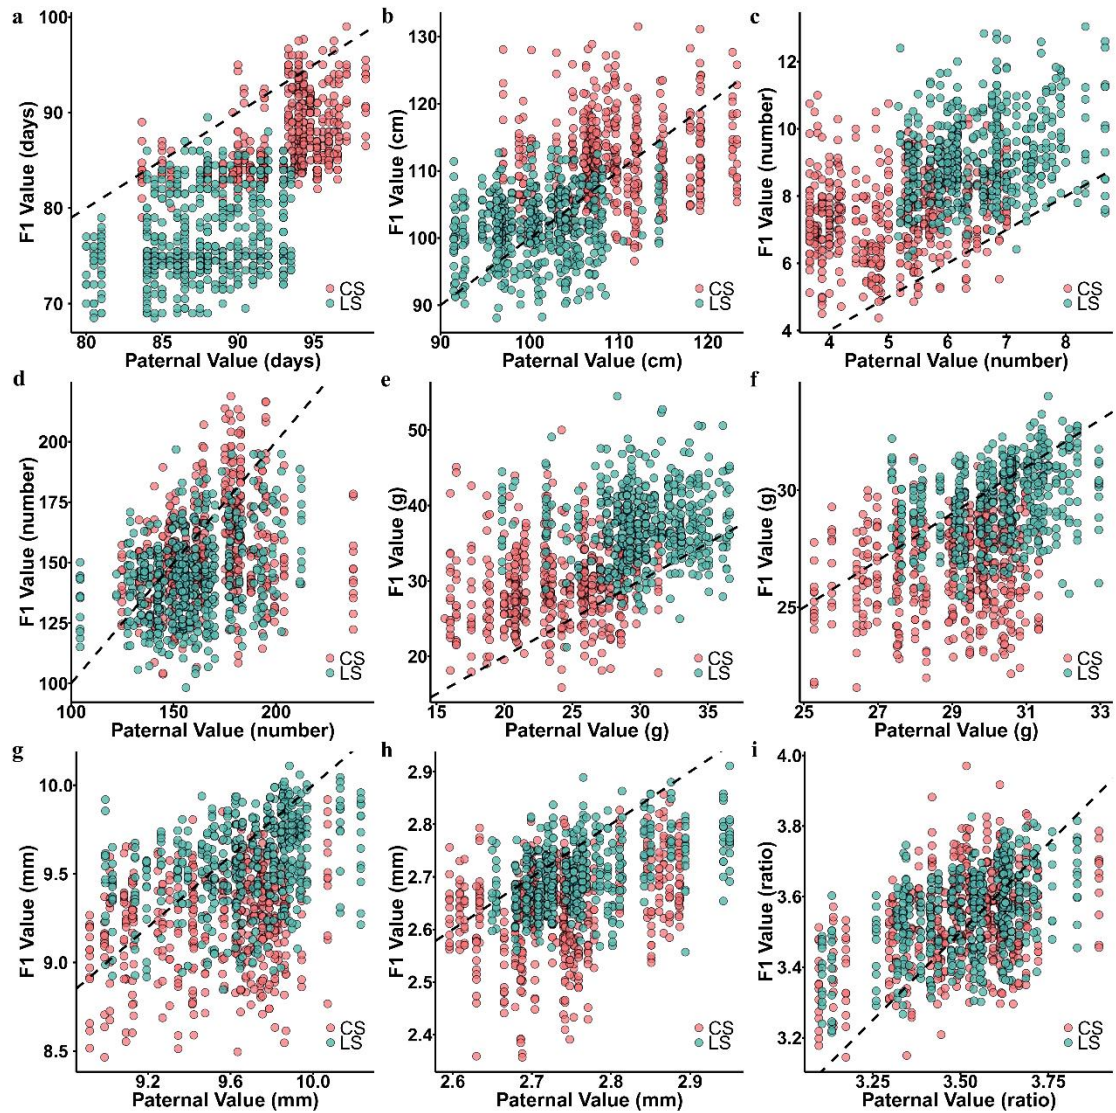 a
100
90
80
70
F1 Value (days)
80 85 90 95
Paternal Value (days)
CS
LS
b
130
120
110
100
90
F1 Value (cm)
90 100 110 120
Paternal Value (cm)
CS
LS
c
12
10
8
6
4
F1 Value (number)
4 5 6 7 8
Paternal Value (number)
CS
LS
d
200
175
150
125
100
F1 Value (number)
100 150 200
Paternal Value (number)
CS
LS
e
50
40
30
20
F1 Value (g)
15 20 25 30 35
Paternal Value (g)
CS
LS
f
30
25
F1 Value (g)
25 27 29 31 33
Paternal Value (g)
CS
LS
g
10.0
9.5
9.0
8.5
F1 Value (mm)
9.2 9.6 10.0
Paternal Value (mm)
CS
LS
h
2.9
2.8
2.7
2.6
2.5
2.4
F1 Value (mm)
2.6 2.7 2.8 2.9
Paternal Value (mm)
CS
LS
i
4.0
3.8
3.6
3.4
3.2
F1 Value (ratio)
3.25 3.50 3.75
Paternal Value (ratio)
CS
LS